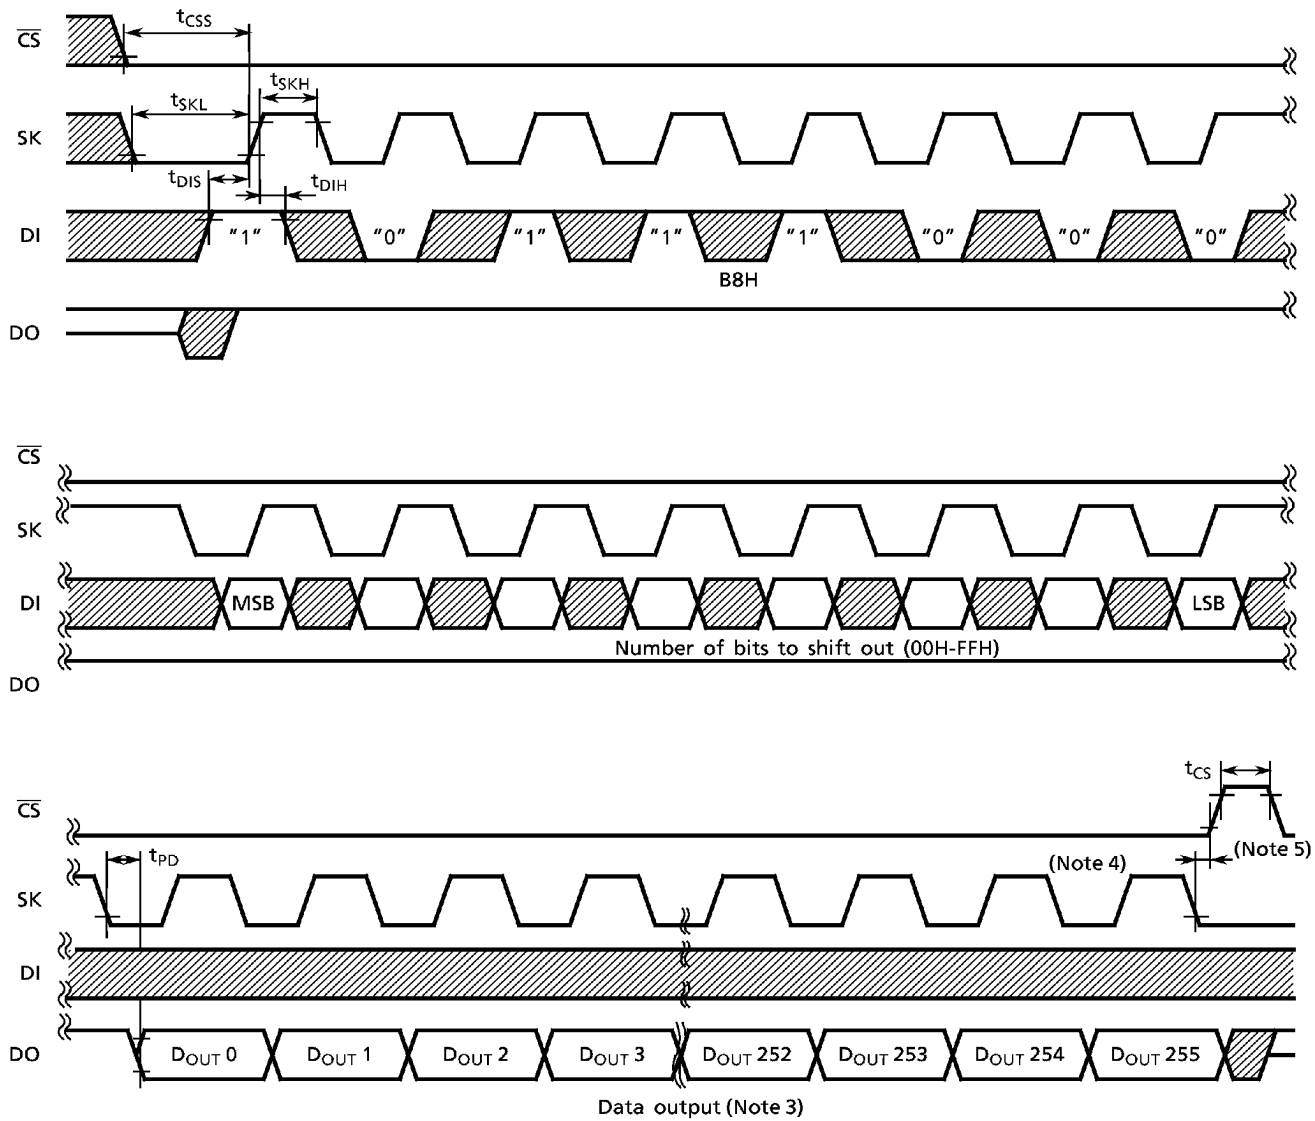 t_CSS
C̅S̅
t_SKH
t_SKL
SK
t_DIS
t_DIH
DI "1" "0" "1" "1" "1" "0" "0" "0"
B8H
DO
C̅S̅
SK
DI MSB LSB
Number of bits to shift out (00H-FFH)
DO
t_CS
C̅S̅
t_PD
(Note 4) (Note 5)
SK
DI
DO D_OUT 0 D_OUT 1 D_OUT 2 D_OUT 3 D_OUT 252 D_OUT 253 D_OUT 254 D_OUT 255
Data output (Note 3)